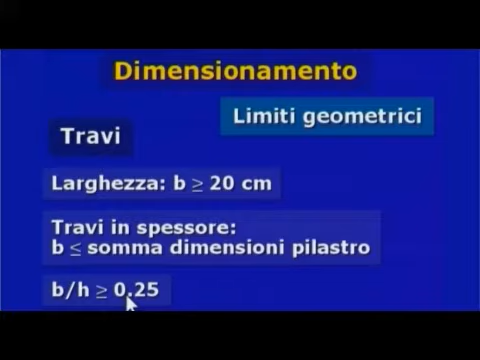 Dimensionamento
Limiti geometrici
Travi
Larghezza: b ≥ 20 cm
Travi in spessore:
b ≤ somma dimensioni pilastro
b/h ≥ 0.25